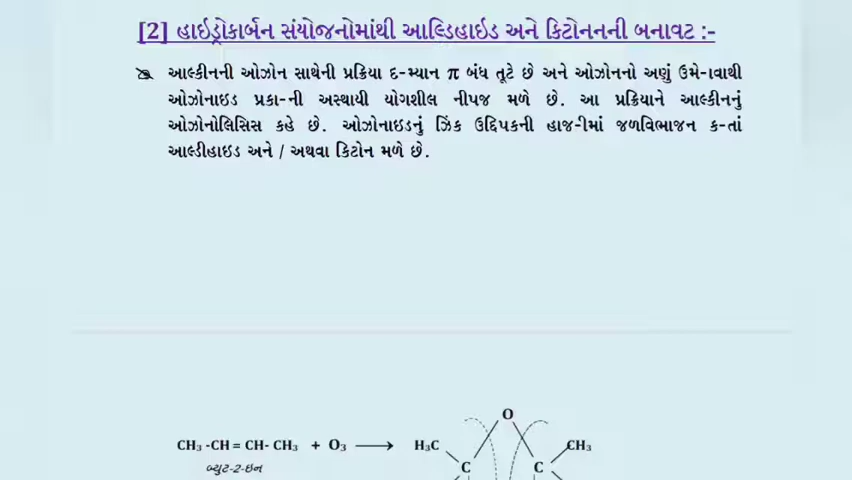 [2] હાઇડ્રોકાર્બન સંયોજનોમાંથી આલ્ડિહાઇડ અને કિટોનનની બનાવટ :-
આલ્કીનની ઓઝોન સાથેની પ્રક્રિયા દ-મ્યાન π બંધ તૂટે છે અને ઓઝોનનો અણું ઉમે-ાવાથી
ઓઝોનાઇડ પ્રકા-ની અસ્થાયી યોગશીલ નીપજ મળે છે. આ પ્રક્રિયાને આલ્કીનનું
ઓઝોનોલિસિસ કહે છે. ઓઝોનાઇડનું ઝિંક ઉદ્દિપકની હાજ-ીમાં જળવિભાજન ક-તાં
આલ્ડીહાઇડ અને / અથવા કિટોન મળે છે.
O
CH₃ -CH = CH- CH₃ + O₃ ⟶ H₃C CH₃
બ્યુટ-2-ઇન C C